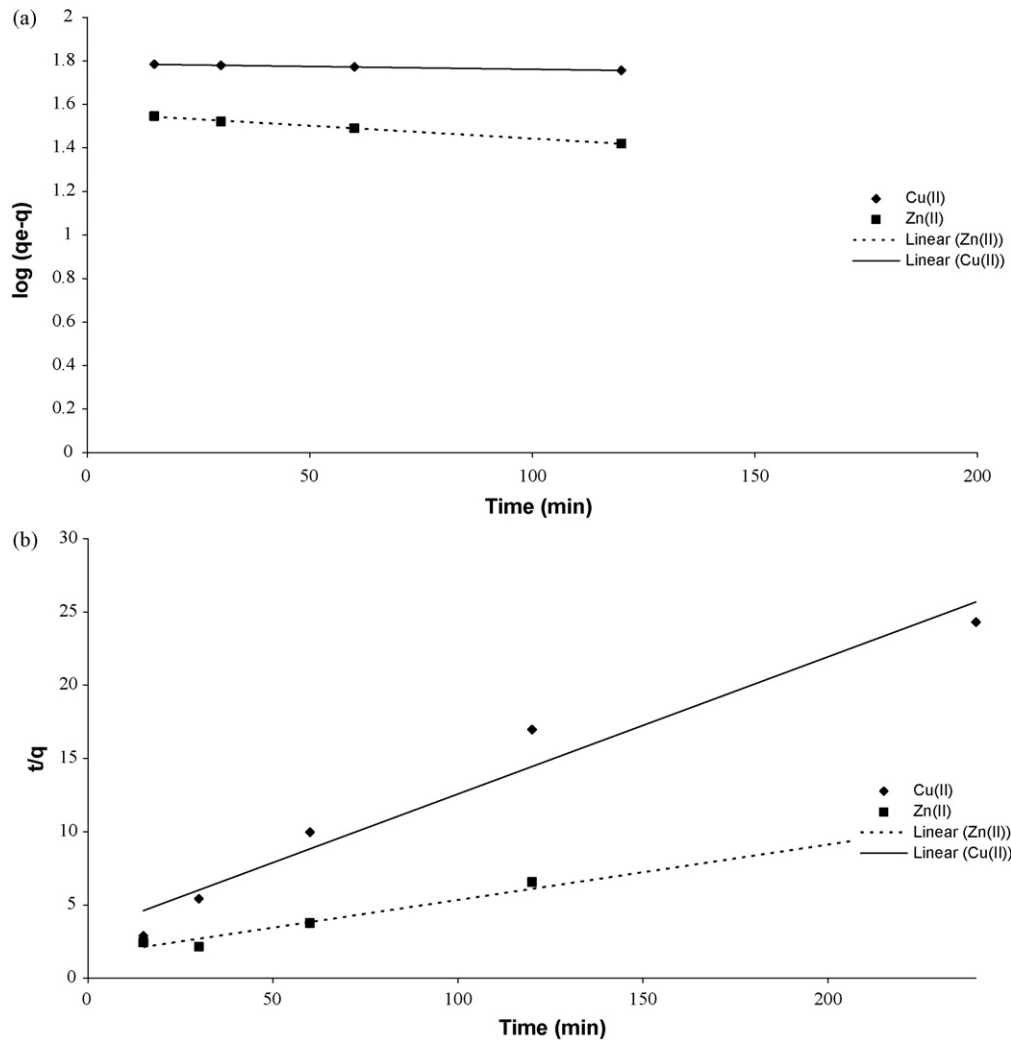 (a)
2
1.8
1.6
1.4
1.2
1
0.8
0.6
0.4
0.2
0
log (qe-q)
0 50 100 150 200
Time (min)
Cu(II)
Zn(II)
Linear (Zn(II))
Linear (Cu(II))
(b)
30
25
20
15
10
5
0
t/q
0 50 100 150 200
Time (min)
Cu(II)
Zn(II)
Linear (Zn(II))
Linear (Cu(II))